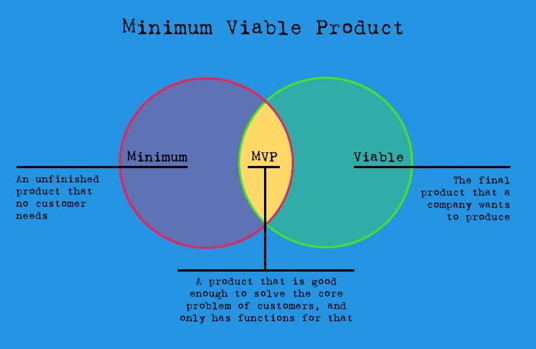 Minimum Viable Product
Minimum
MVP
Viable
An unfinished
product that
no customer
needs
The final
product that a
company wants
to produce
A product that is good
enough to solve the core
problem of customers, and
only has functions for that